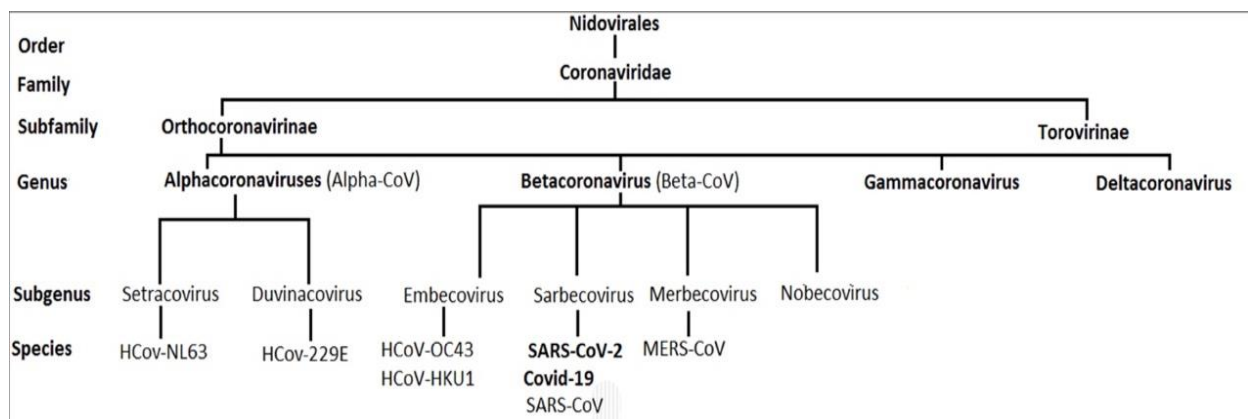 Nidovirales
Order
Coronaviridae
Family
Subfamily Orthocoronavirinae Torovirinae
Genus Alphacoronaviruses (Alpha-CoV) Betacoronavirus (Beta-CoV) Gammacoronavirus Deltacoronavirus
Subgenus Setracovirus Duvinacovirus Embecovirus Sarbecovirus Merbecovirus Nobecovirus
Species HCov-NL63 HCov-229E HCoV-OC43 SARS-CoV-2 MERS-CoV
HCoV-HKU1 Covid-19
SARS-CoV